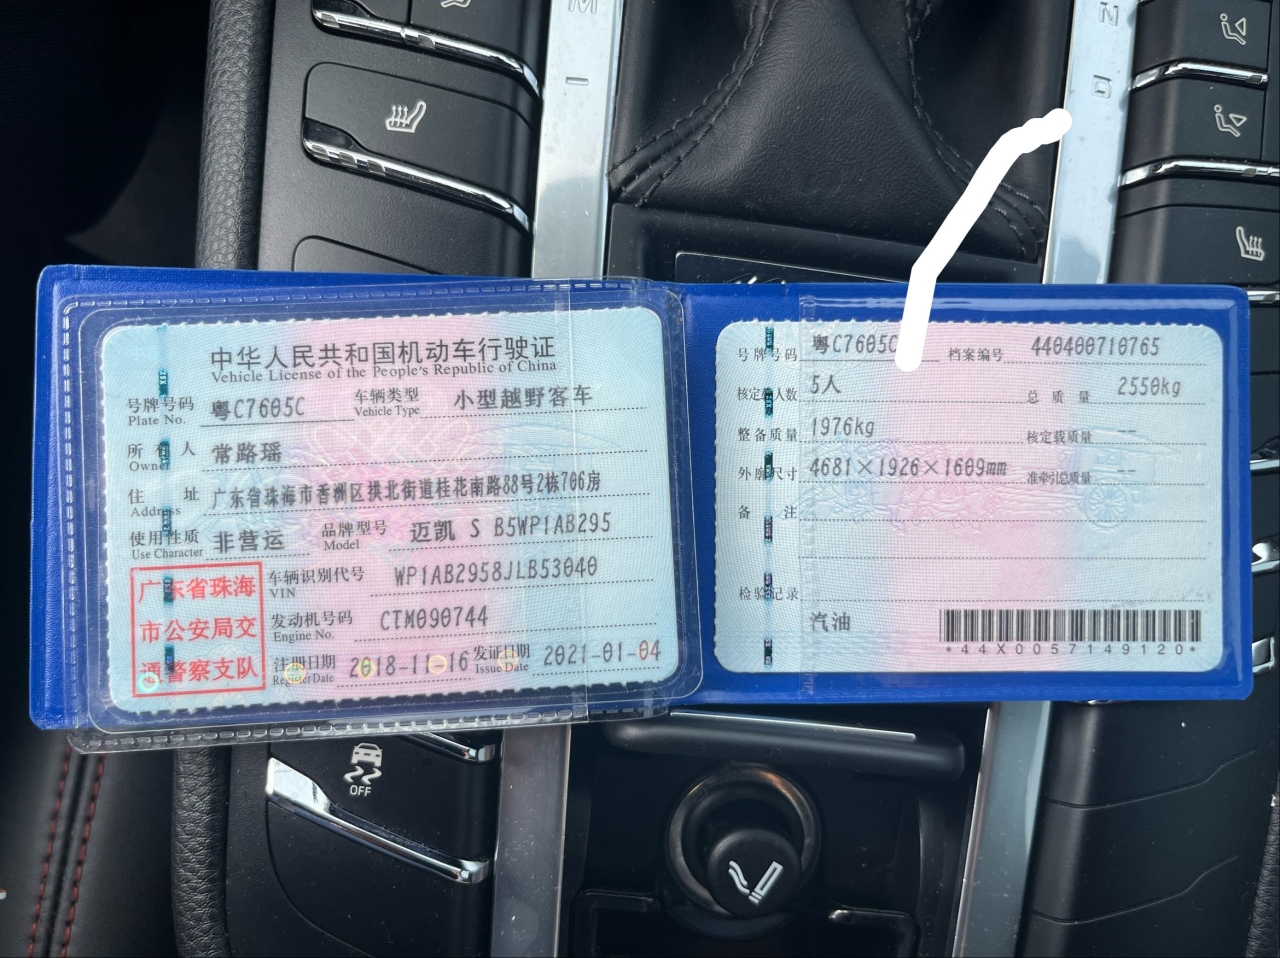 M
I
N
D
中华人民共和国机动车行驶证
Vehicle License of the People's Republic of China
号牌号码 粤C7605C 车辆类型 小型越野客车
Plate No. Vehicle Type
所有人 常路瑶
Owner
住址 广东省珠海市香洲区拱北街道桂花南路88号2栋706房
Address
使用性质 非营运 品牌型号 迈凯 S B5WP1AB295
Use Character Model
车辆识别代号 WP1AB2958JLB53040
VIN
发动机号码 CTM090744
Engine No.
注册日期 2018-11-16 发证日期 2021-01-04
Register Date Issue Date
广东省珠海
市公安局交
通警察支队
号牌号码 粤C7605C 档案编号 440400710765
核定载人数 5人 总质量 2550kg
整备质量 1976kg 核定载质量 --
外廓尺寸 4681×1926×1609mm 准牵引总质量 --
备注
检验记录
汽油
*44X0057149120*
OFF